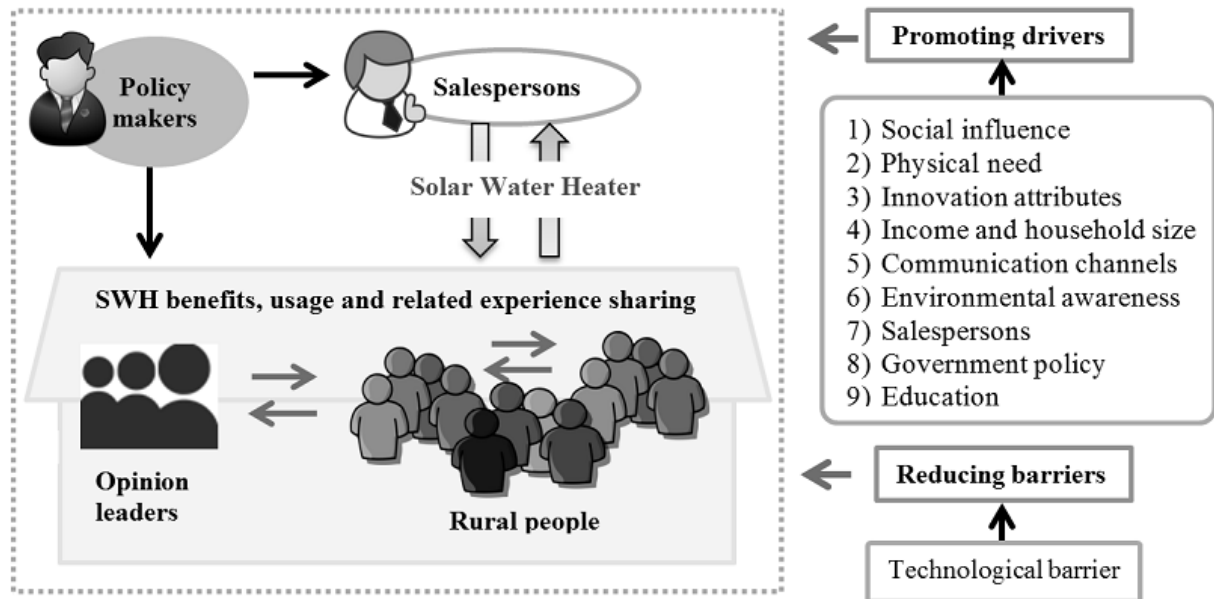 Policy
makers
Salespersons
Solar Water Heater
SWH benefits, usage and related experience sharing
Opinion
leaders
Rural people
Promoting drivers
1) Social influence
2) Physical need
3) Innovation attributes
4) Income and household size
5) Communication channels
6) Environmental awareness
7) Salespersons
8) Government policy
9) Education
Reducing barriers
Technological barrier